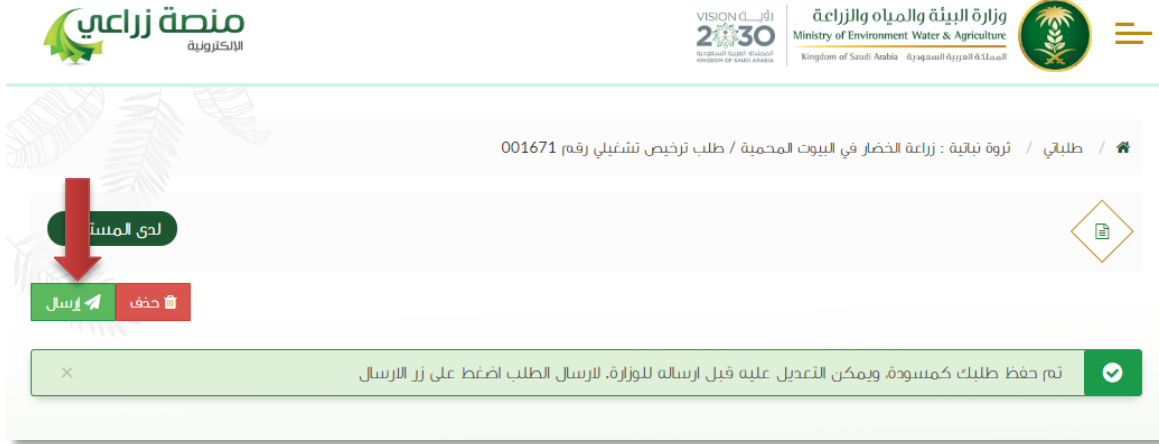 وزارة البيئة والمياه والزراعة
Ministry of Environment Water & Agriculture
المملكة العربية السعودية Kingdom of Saudi Arabia
رؤيـــة VISION
2030
المملكة العربية السعودية
KINGDOM OF SAUDI ARABIA
منصة زراعي
الإلكترونية
/ طلباتي / ثروة نباتية : زراعة الخضار في البيوت المحمية / طلب ترخيص تشغيلي رقم 001671
لدى
حذف
إرسال
تم حفظ طلبك كمسودة، ويمكن التعديل عليه قبل ارساله للوزارة. لارسال الطلب اضغط على زر الارسال
×